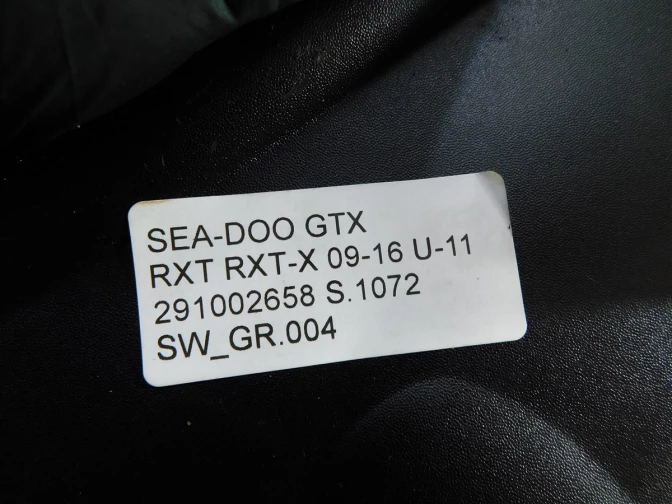 SEA-DOO GTX
RXT RXT-X 09-16 U-11
291002658 S.1072
SW_GR.004